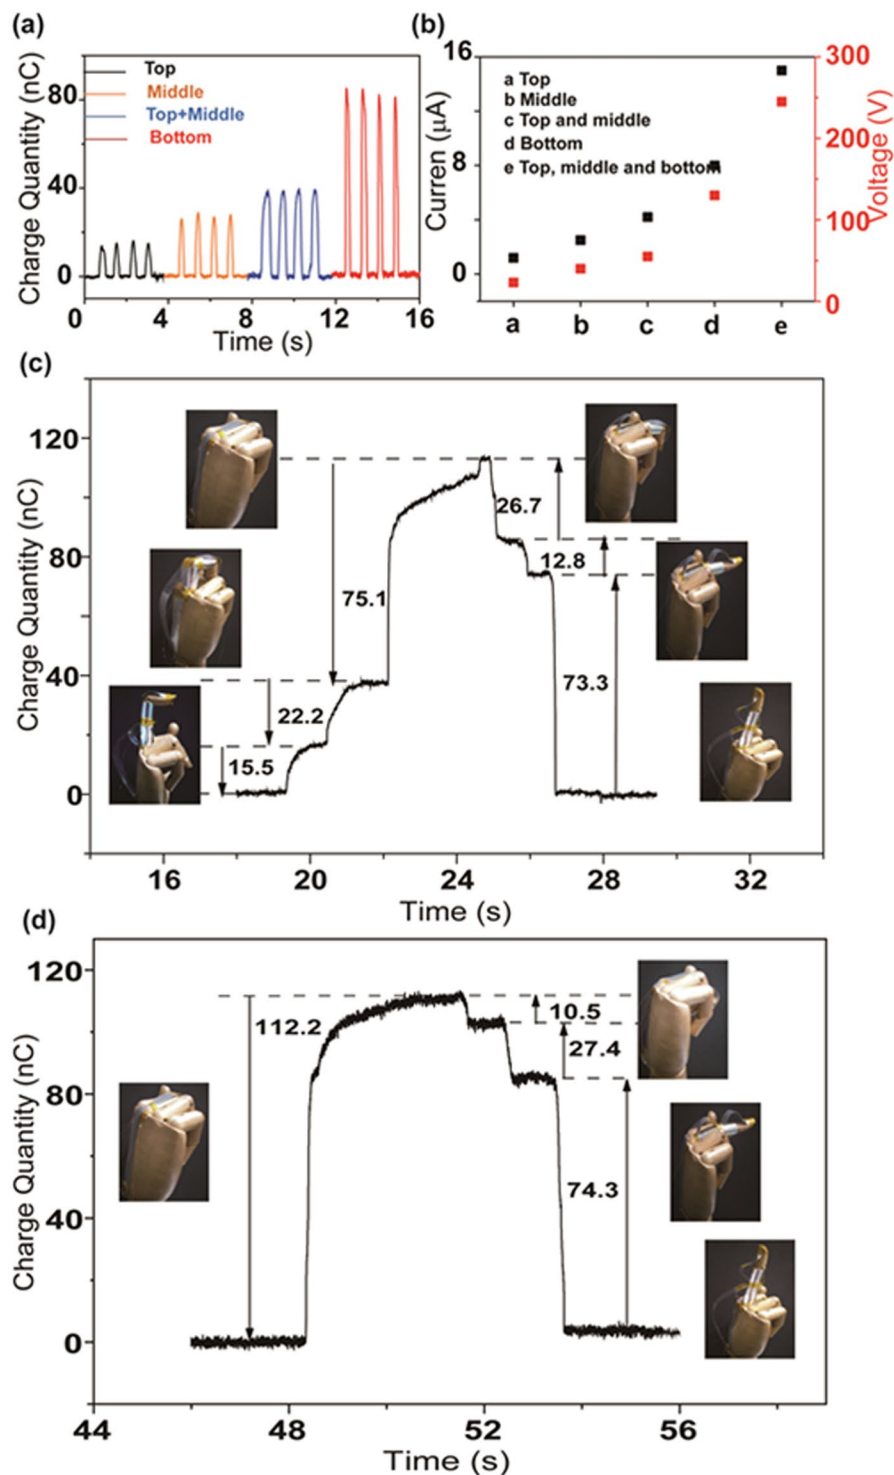 (a)
Charge Quantity (nC)
80
40
0
Top
Middle
Top+Middle
Bottom
0 4 8 12 16
Time (s)
(b)
Curren (μA)
16
8
0
a Top
b Middle
c Top and middle
d Bottom
e Top, middle and bottom
a b c d e
300
200
100
0
Voltage (V)
(c)
Charge Quantity (nC)
120
80
40
0
75.1
22.2
15.5
26.7
12.8
73.3
16 20 24 28 32
Time (s)
(d)
Charge Quantity (nC)
120
80
40
0
112.2
10.5
27.4
74.3
44 48 52 56
Time (s)